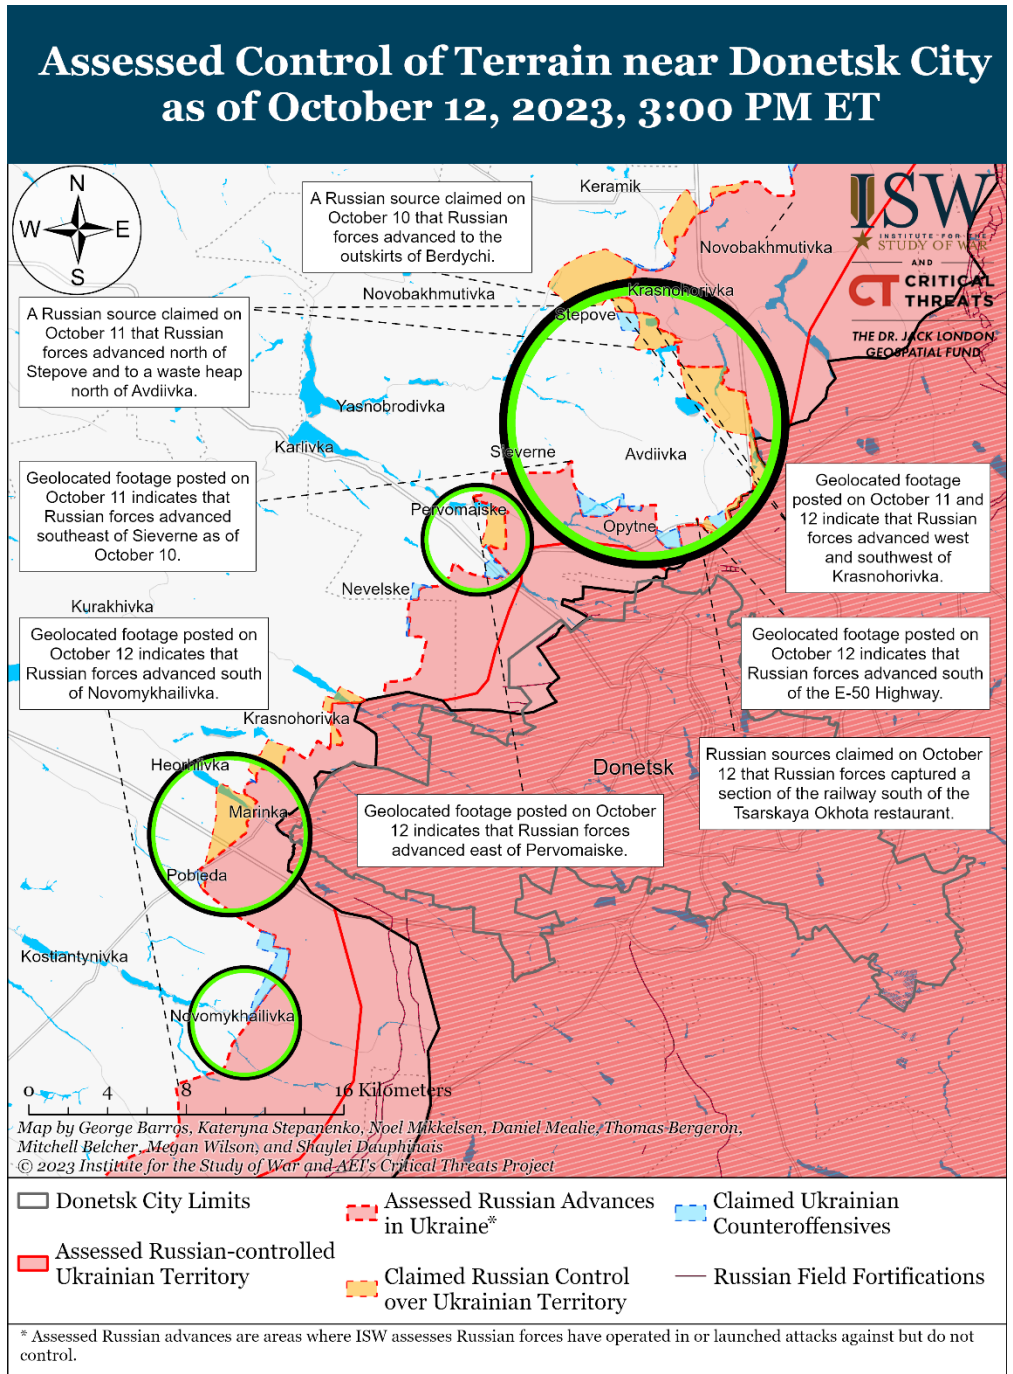 Assessed Control of Terrain near Donetsk City
as of October 12, 2023, 3:00 PM ET
N
W
E
S
A Russian source claimed on
October 10 that Russian
forces advanced to the
outskirts of Berdychi.
Keramik
Novobakhmutivka
ISW
INSTITUTE FOR THE
STUDY OF WAR
AND
CT CRITICAL
THREATS
THE DR. JACK LONDON
GEOSPATIAL FUND
Novobakhmutivka
Krasnohorivka
Stepove
A Russian source claimed on
October 11 that Russian
forces advanced north of
Stepove and to a waste heap
north of Avdiivka.
Yasnobrodivka
Karlivka
Sieverne
Avdiivka
Geolocated footage posted on
October 11 indicates that
Russian forces advanced
southeast of Sieverne as of
October 10.
Geolocated footage
posted on October 11 and
12 indicate that Russian
forces advanced west
and southwest of
Krasnohorivka.
Pervomaiske
Opytne
Nevelske
Kurakhivka
Geolocated footage posted on
October 12 indicates that
Russian forces advanced south
of Novomykhailivka.
Geolocated footage posted on
October 12 indicates that
Russian forces advanced south
of the E-50 Highway.
Krasnohorivka
Heorhiivka
Donetsk
Russian sources claimed on October
12 that Russian forces captured a
section of the railway south of the
Tsarskaya Okhota restaurant.
Marinka
Geolocated footage posted on October
12 indicates that Russian forces
advanced east of Pervomaiske.
Pobieda
Kostiantynivka
Novomykhailivka
0 4 8 16 Kilometers
Map by George Barros, Kateryna Stepanenko, Noel Mikkelsen, Daniel Mealie, Thomas Bergeron,
Mitchell Belcher, Megan Wilson, and Shaylei Dauphinais
© 2023 Institute for the Study of War and AEI's Critical Threats Project
Donetsk City Limits
Assessed Russian-controlled
Ukrainian Territory
Assessed Russian Advances
in Ukraine*
Claimed Russian Control
over Ukrainian Territory
Claimed Ukrainian
Counteroffensives
Russian Field Fortifications
* Assessed Russian advances are areas where ISW assesses Russian forces have operated in or launched attacks against but do not
control.